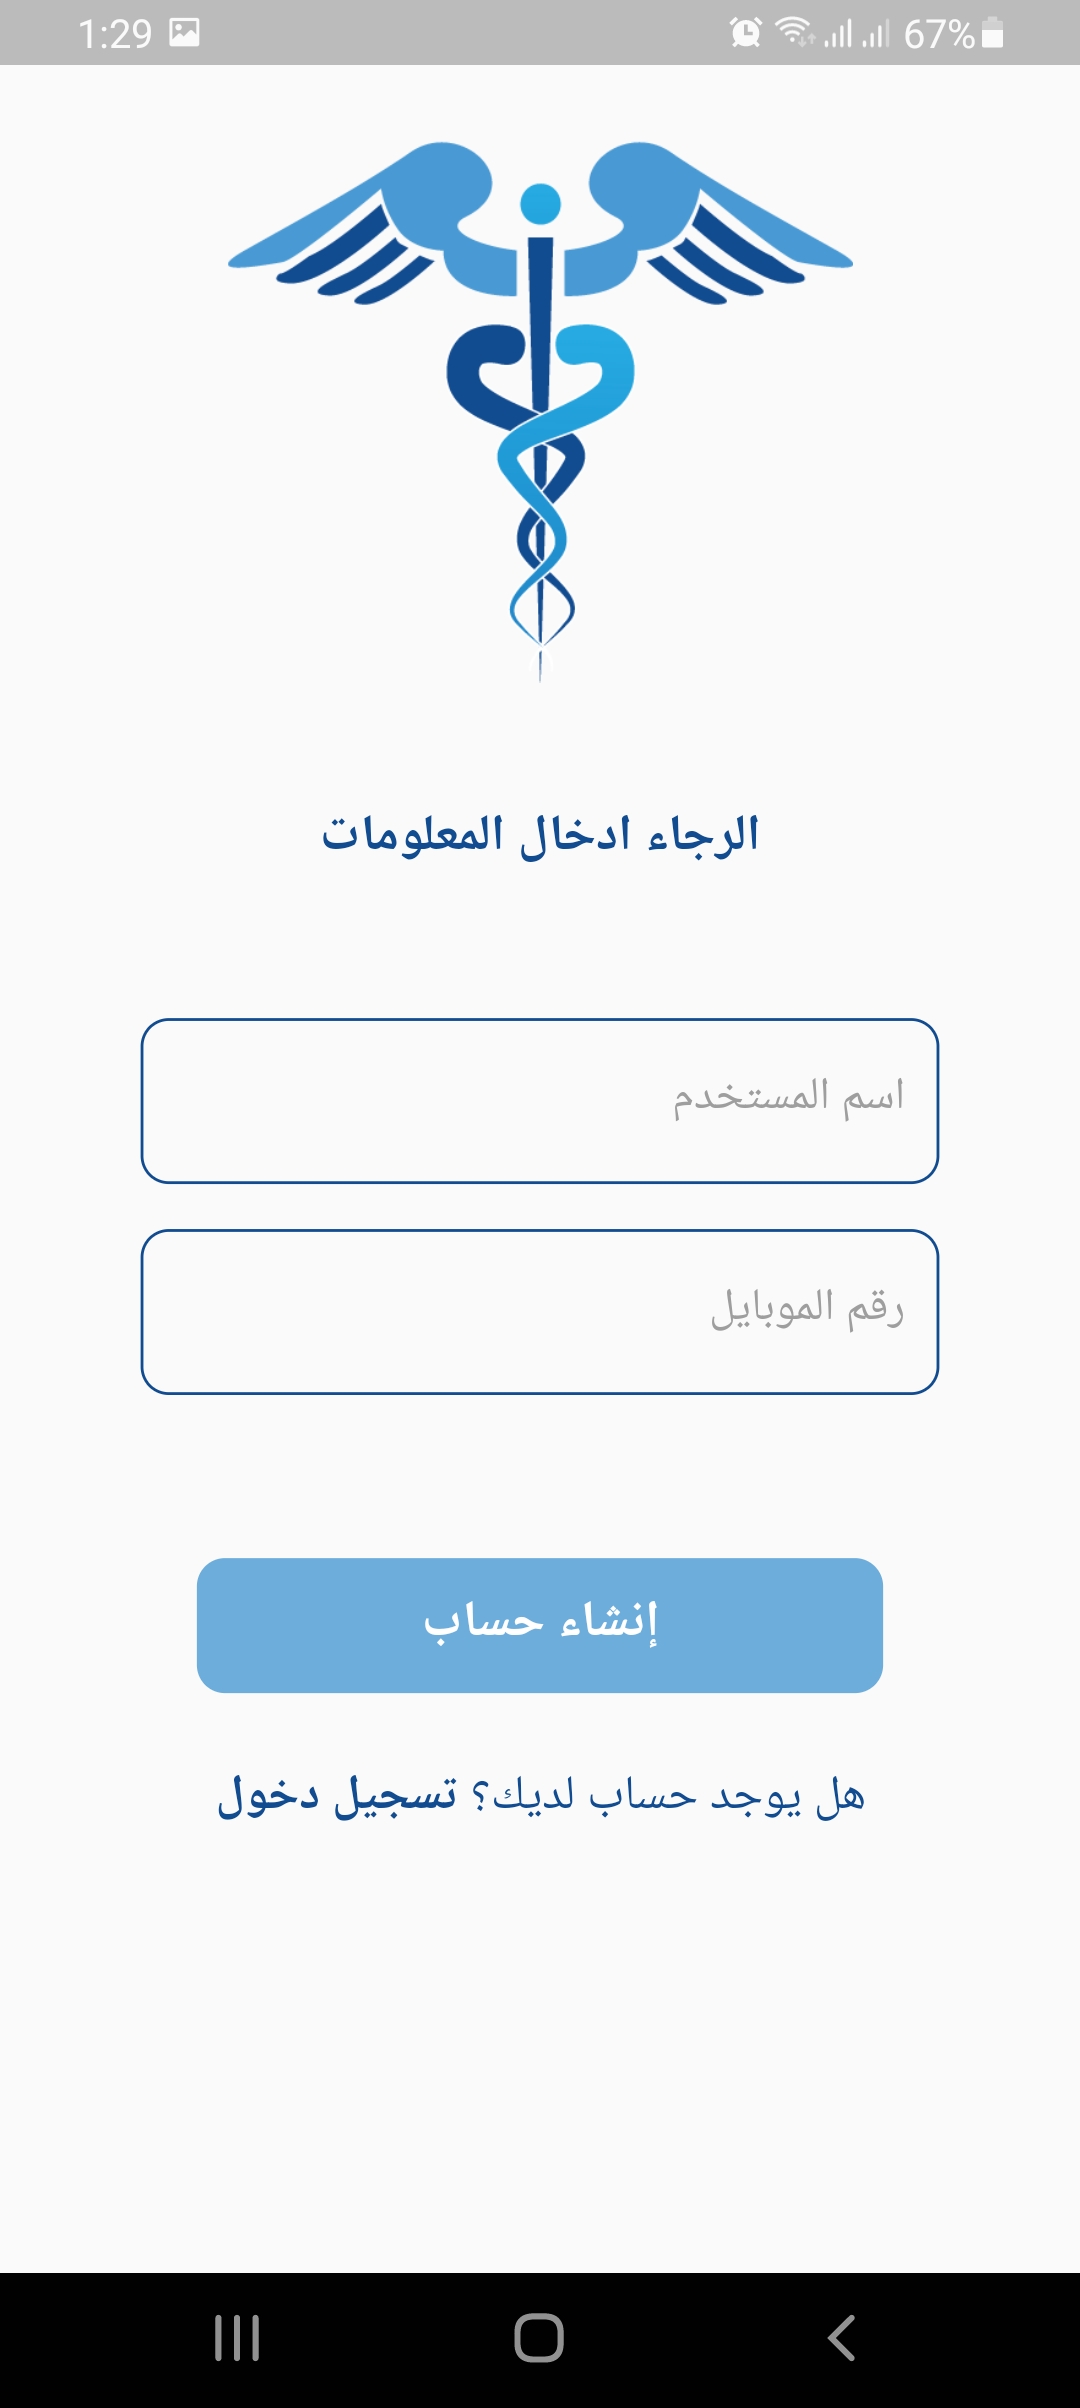 1:29
67%
الرجاء ادخال المعلومات
اسم المستخدم
رقم الموبايل
إنشاء حساب
هل يوجد حساب لديك؟ تسجيل دخول